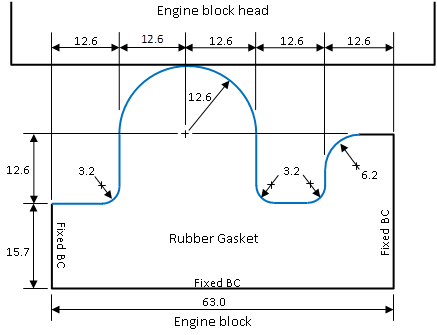 Engine block head
12.6 12.6 12.6 12.6 12.6
12.6
3.2 3.2 6.2
12.6
Fixed BC
Fixed BC
Rubber Gasket
15.7
Fixed BC
63.0
Engine block